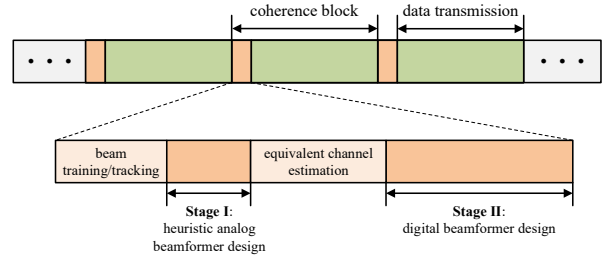 coherence block
data transmission
• • •
• • •
beam
training/tracking
equivalent channel
estimation
Stage I:
heuristic analog
beamformer design
Stage II:
digital beamformer design